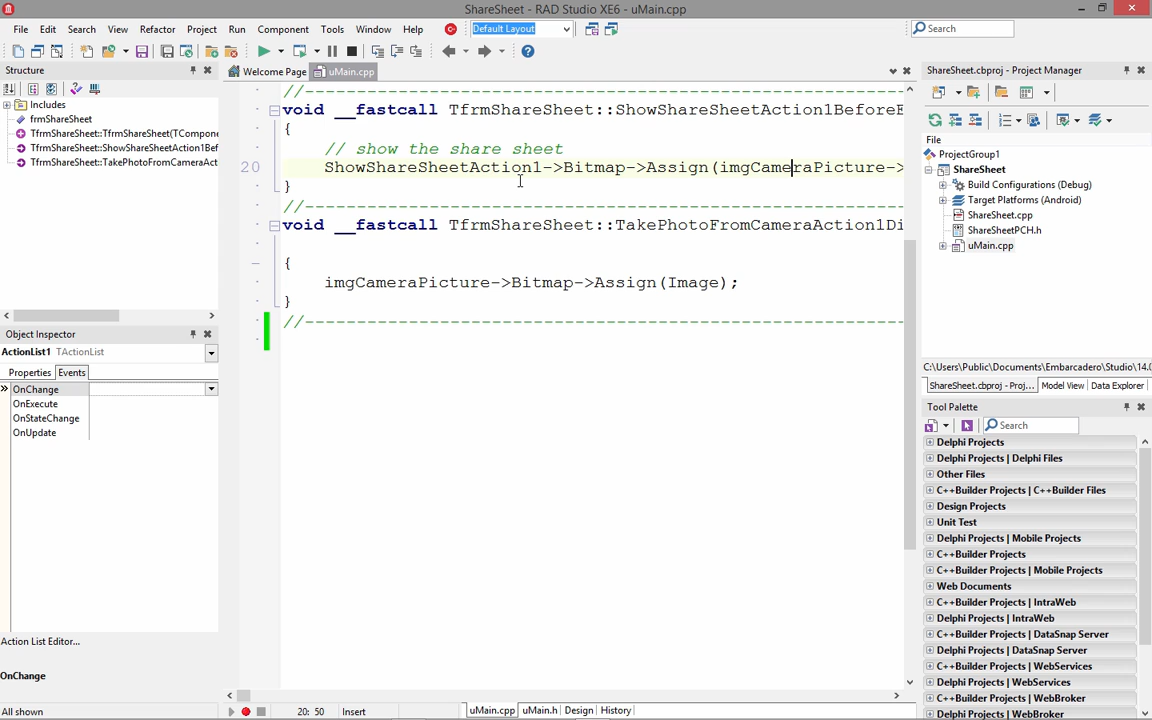 ShareSheet - RAD Studio XE6 - uMain.cpp
File Edit Search View Refactor Project Run Component Tools Window Help
Default Layout
Search
Structure
Welcome Page
uMain.cpp
ShareSheet.cbproj - Project Manager
Includes
frmShareSheet
TfrmShareSheet::TfrmShareSheet(TCompone
TfrmShareSheet::ShowShareSheetAction1Bef
TfrmShareSheet::TakePhotoFromCameraAct
//
void __fastcall TfrmShareSheet::ShowShareSheetAction1BeforeE
{
// show the share sheet
20
ShowShareSheetAction1->Bitmap->Assign(imgCameraPicture->
}
//
void __fastcall TfrmShareSheet::TakePhotoFromCameraAction1Di
{
imgCameraPicture->Bitmap->Assign(Image);
}
//
File
ProjectGroup1
ShareSheet
Build Configurations (Debug)
Target Platforms (Android)
ShareSheet.cpp
ShareSheetPCH.h
uMain.cpp
Object Inspector
ActionList1 TActionList
Properties Events
OnChange
OnExecute
OnStateChange
OnUpdate
Action List Editor...
OnChange
All shown
C:\Users\Public\Documents\Embarcadero\Studio\14.0
ShareSheet.cbproj - Proj... Model View Data Explorer
Tool Palette
Search
Delphi Projects
Delphi Projects | Delphi Files
Other Files
C++Builder Projects | C++Builder Files
Design Projects
Unit Test
Delphi Projects | Mobile Projects
C++Builder Projects
C++Builder Projects | Mobile Projects
Web Documents
C++Builder Projects | IntraWeb
Delphi Projects | IntraWeb
C++Builder Projects | DataSnap Server
Delphi Projects | DataSnap Server
C++Builder Projects | WebServices
Delphi Projects | WebServices
C++Builder Projects | WebBroker
Delphi Projects | WebBroker
20: 50 Insert
uMain.cpp uMain.h Design History